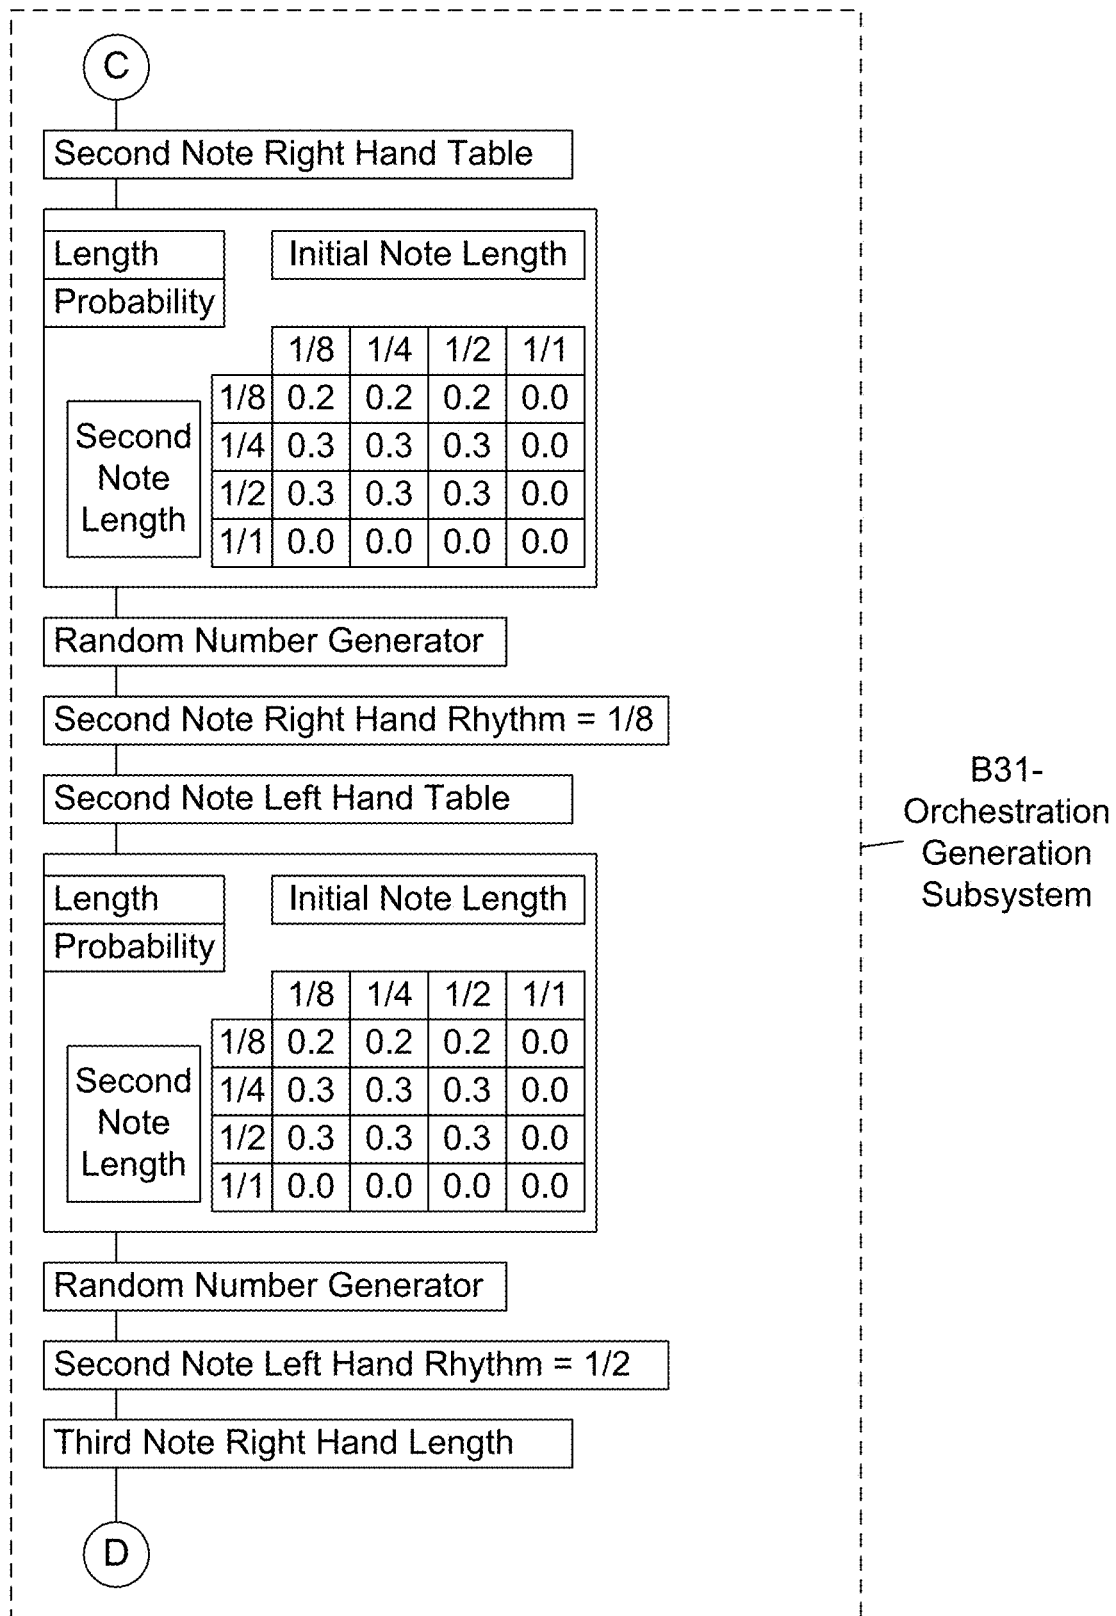 C
Second Note Right Hand Table
Length
Initial Note Length
Probability
1/8 1/4 1/2 1/1
Second
Note
Length
1/8 0.2 0.2 0.2 0.0
1/4 0.3 0.3 0.3 0.0
1/2 0.3 0.3 0.3 0.0
1/1 0.0 0.0 0.0 0.0
Random Number Generator
Second Note Right Hand Rhythm = 1/8
Second Note Left Hand Table
Length
Initial Note Length
Probability
1/8 1/4 1/2 1/1
Second
Note
Length
1/8 0.2 0.2 0.2 0.0
1/4 0.3 0.3 0.3 0.0
1/2 0.3 0.3 0.3 0.0
1/1 0.0 0.0 0.0 0.0
Random Number Generator
Second Note Left Hand Rhythm = 1/2
Third Note Right Hand Length
D
B31-
Orchestration
Generation
Subsystem